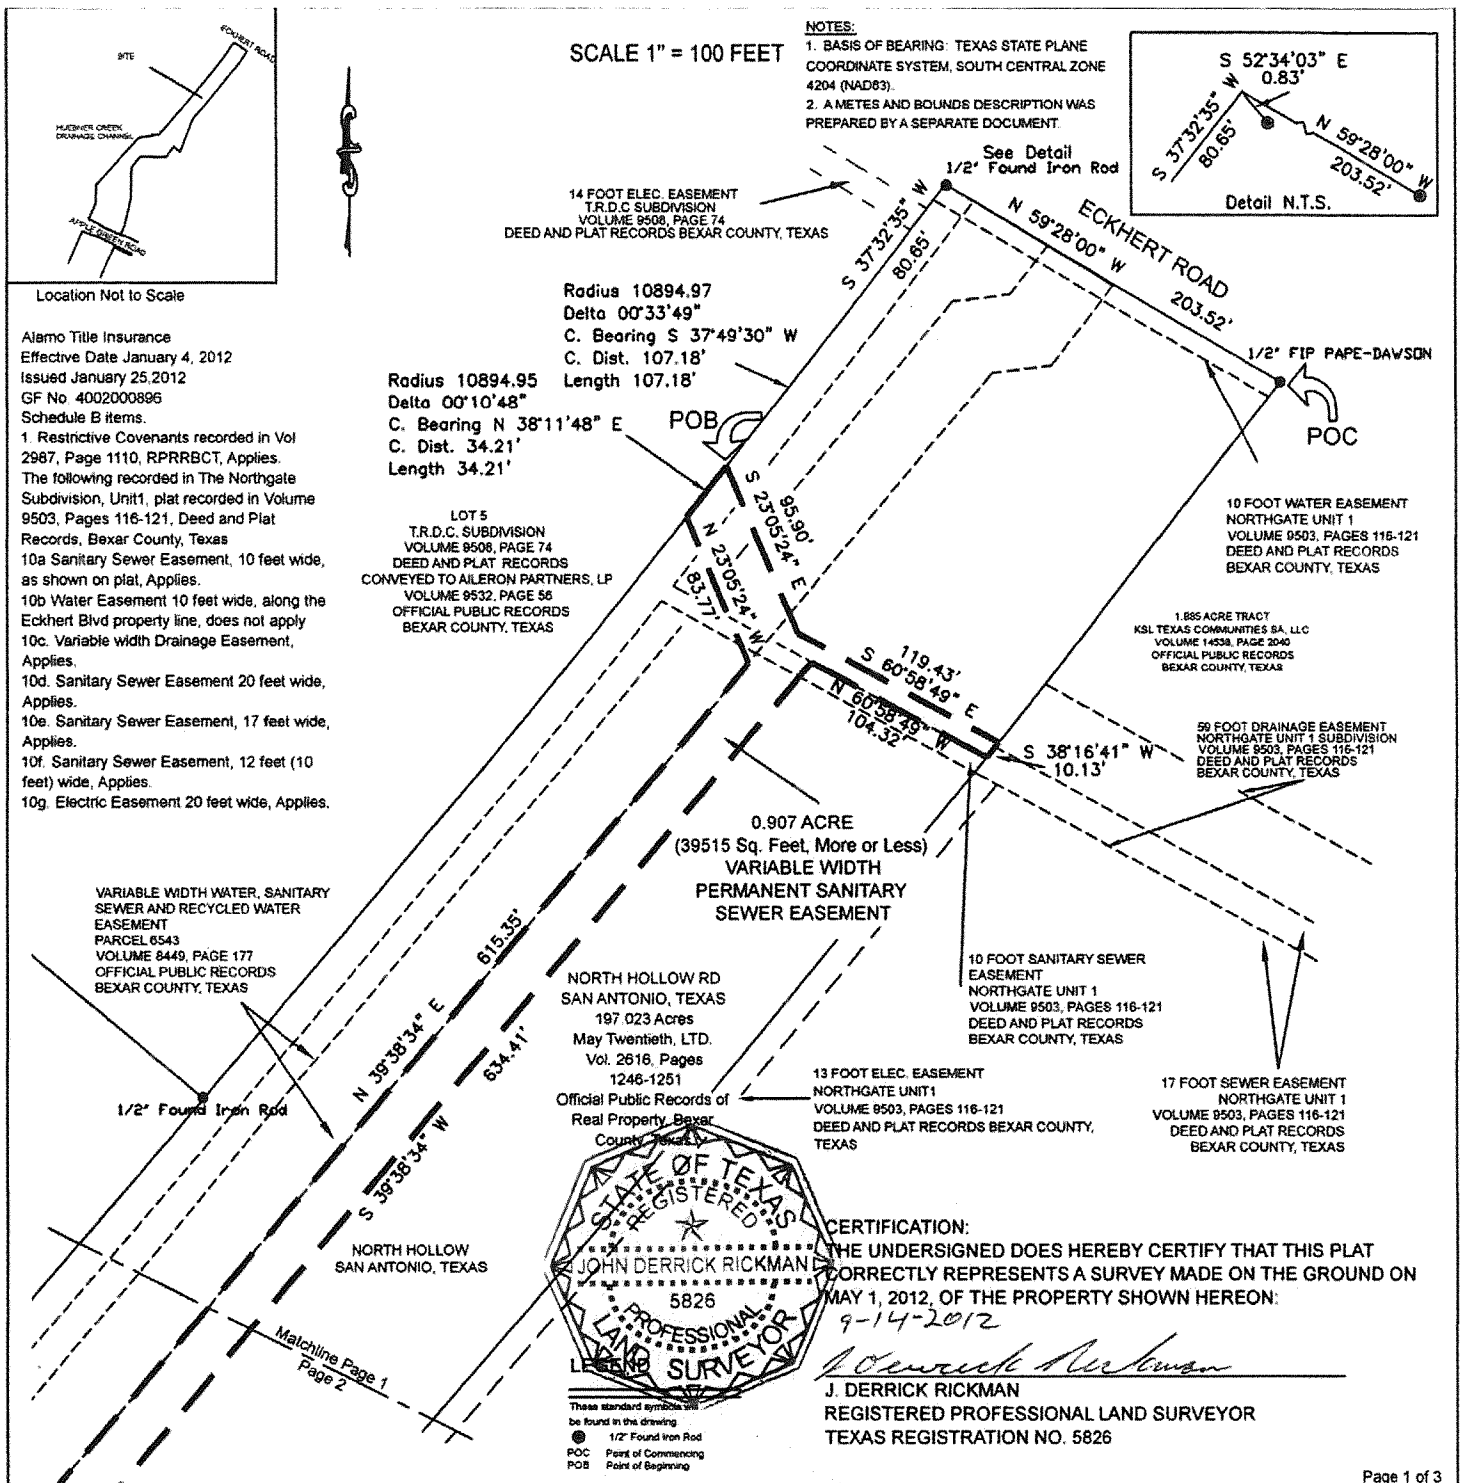 ECKHERT ROAD
SITE
HUEBNER CREEK
DRAINAGE CHANNEL
APPLE GREEN ROAD
Location Not to Scale
SCALE 1" = 100 FEET
NOTES:
1. BASIS OF BEARING: TEXAS STATE PLANE
COORDINATE SYSTEM, SOUTH CENTRAL ZONE
4204 (NAD83).
2. A METES AND BOUNDS DESCRIPTION WAS
PREPARED BY A SEPARATE DOCUMENT.
S 52°34'03" E
0.83'
S 37°32'35" W
80.65'
N 59°28'00" W
203.52'
Detail N.T.S.
See Detail
1/2" Found Iron Rod
14 FOOT ELEC. EASEMENT
T.R.D.C SUBDIVISION
VOLUME 9508, PAGE 74
DEED AND PLAT RECORDS BEXAR COUNTY, TEXAS
S 37°32'35" W
80.65'
N 59°28'00" W
ECKHERT ROAD
203.52'
1/2" FIP PAPE-DAWSON
POC
Radius 10894.97
Delta 00°33'49"
C. Bearing S 37°49'30" W
C. Dist. 107.18'
Length 107.18'
Radius 10894.95
Delta 00°10'48"
C. Bearing N 38°11'48" E
C. Dist. 34.21'
Length 34.21'
POB
Alamo Title Insurance
Effective Date January 4, 2012
Issued January 25,2012
GF No. 4002000896
Schedule B items.
1. Restrictive Covenants recorded in Vol
2987, Page 1110, RPRRBCT, Applies.
The following recorded in The Northgate
Subdivision, Unit1, plat recorded in Volume
9503, Pages 116-121, Deed and Plat
Records, Bexar County, Texas
10a Sanitary Sewer Easement, 10 feet wide,
as shown on plat, Applies.
10b Water Easement 10 feet wide, along the
Eckhert Blvd property line, does not apply
10c. Variable width Drainage Easement,
Applies.
10d. Sanitary Sewer Easement 20 feet wide,
Applies.
10e. Sanitary Sewer Easement, 17 feet wide,
Applies.
10f. Sanitary Sewer Easement, 12 feet (10
feet) wide, Applies.
10g. Electric Easement 20 feet wide, Applies.
LOT 5
T.R.D.C. SUBDIVISION
VOLUME 9508, PAGE 74
DEED AND PLAT RECORDS
CONVEYED TO AILERON PARTNERS, LP
VOLUME 9532, PAGE 56
OFFICIAL PUBLIC RECORDS
BEXAR COUNTY, TEXAS
95.90'
S 23°05'24" E
N 23°05'24" W
83.77'
119.43'
S 60°58'49" E
N 60°58'49" W
104.32'
S 38°16'41" W
10.13'
10 FOOT WATER EASEMENT
NORTHGATE UNIT 1
VOLUME 9503, PAGES 116-121
DEED AND PLAT RECORDS
BEXAR COUNTY, TEXAS
1.885 ACRE TRACT
KSL TEXAS COMMUNITIES SA, LLC
VOLUME 14538, PAGE 2040
OFFICIAL PUBLIC RECORDS
BEXAR COUNTY, TEXAS
59 FOOT DRAINAGE EASEMENT
NORTHGATE UNIT 1 SUBDIVISION
VOLUME 9503, PAGES 116-121
DEED AND PLAT RECORDS
BEXAR COUNTY, TEXAS
0.907 ACRE
(39515 Sq. Feet, More or Less)
VARIABLE WIDTH
PERMANENT SANITARY
SEWER EASEMENT
VARIABLE WIDTH WATER, SANITARY
SEWER AND RECYCLED WATER
EASEMENT
PARCEL 6543
VOLUME 8449, PAGE 177
OFFICIAL PUBLIC RECORDS
BEXAR COUNTY, TEXAS
615.35'
N 39°38'34" E
634.41'
S 39°38'34" W
1/2" Found Iron Rod
NORTH HOLLOW RD
SAN ANTONIO, TEXAS
197.023 Acres
May Twentieth, LTD.
Vol. 2616, Pages
1246-1251
Official Public Records of
Real Property, Bexar
County, Texas
10 FOOT SANITARY SEWER
EASEMENT
NORTHGATE UNIT 1
VOLUME 9503, PAGES 116-121
DEED AND PLAT RECORDS
BEXAR COUNTY, TEXAS
13 FOOT ELEC. EASEMENT
NORTHGATE UNIT1
VOLUME 9503, PAGES 116-121
DEED AND PLAT RECORDS BEXAR COUNTY,
TEXAS
17 FOOT SEWER EASEMENT
NORTHGATE UNIT 1
VOLUME 9503, PAGES 116-121
DEED AND PLAT RECORDS
BEXAR COUNTY, TEXAS
NORTH HOLLOW
SAN ANTONIO, TEXAS
Matchline Page 1
Page 2
STATE OF TEXAS
REGISTERED
JOHN DERRICK RICKMAN
5826
PROFESSIONAL
LAND SURVEYOR
LEGEND
These standard symbols will
be found in the drawing
1/2" Found Iron Rod
POC Point of Commencing
POB Point of Beginning
CERTIFICATION:
THE UNDERSIGNED DOES HEREBY CERTIFY THAT THIS PLAT
CORRECTLY REPRESENTS A SURVEY MADE ON THE GROUND ON
MAY 1, 2012, OF THE PROPERTY SHOWN HEREON:
9-14-2012
J Derrick Rickman
J. DERRICK RICKMAN
REGISTERED PROFESSIONAL LAND SURVEYOR
TEXAS REGISTRATION NO. 5826
Page 1 of 3